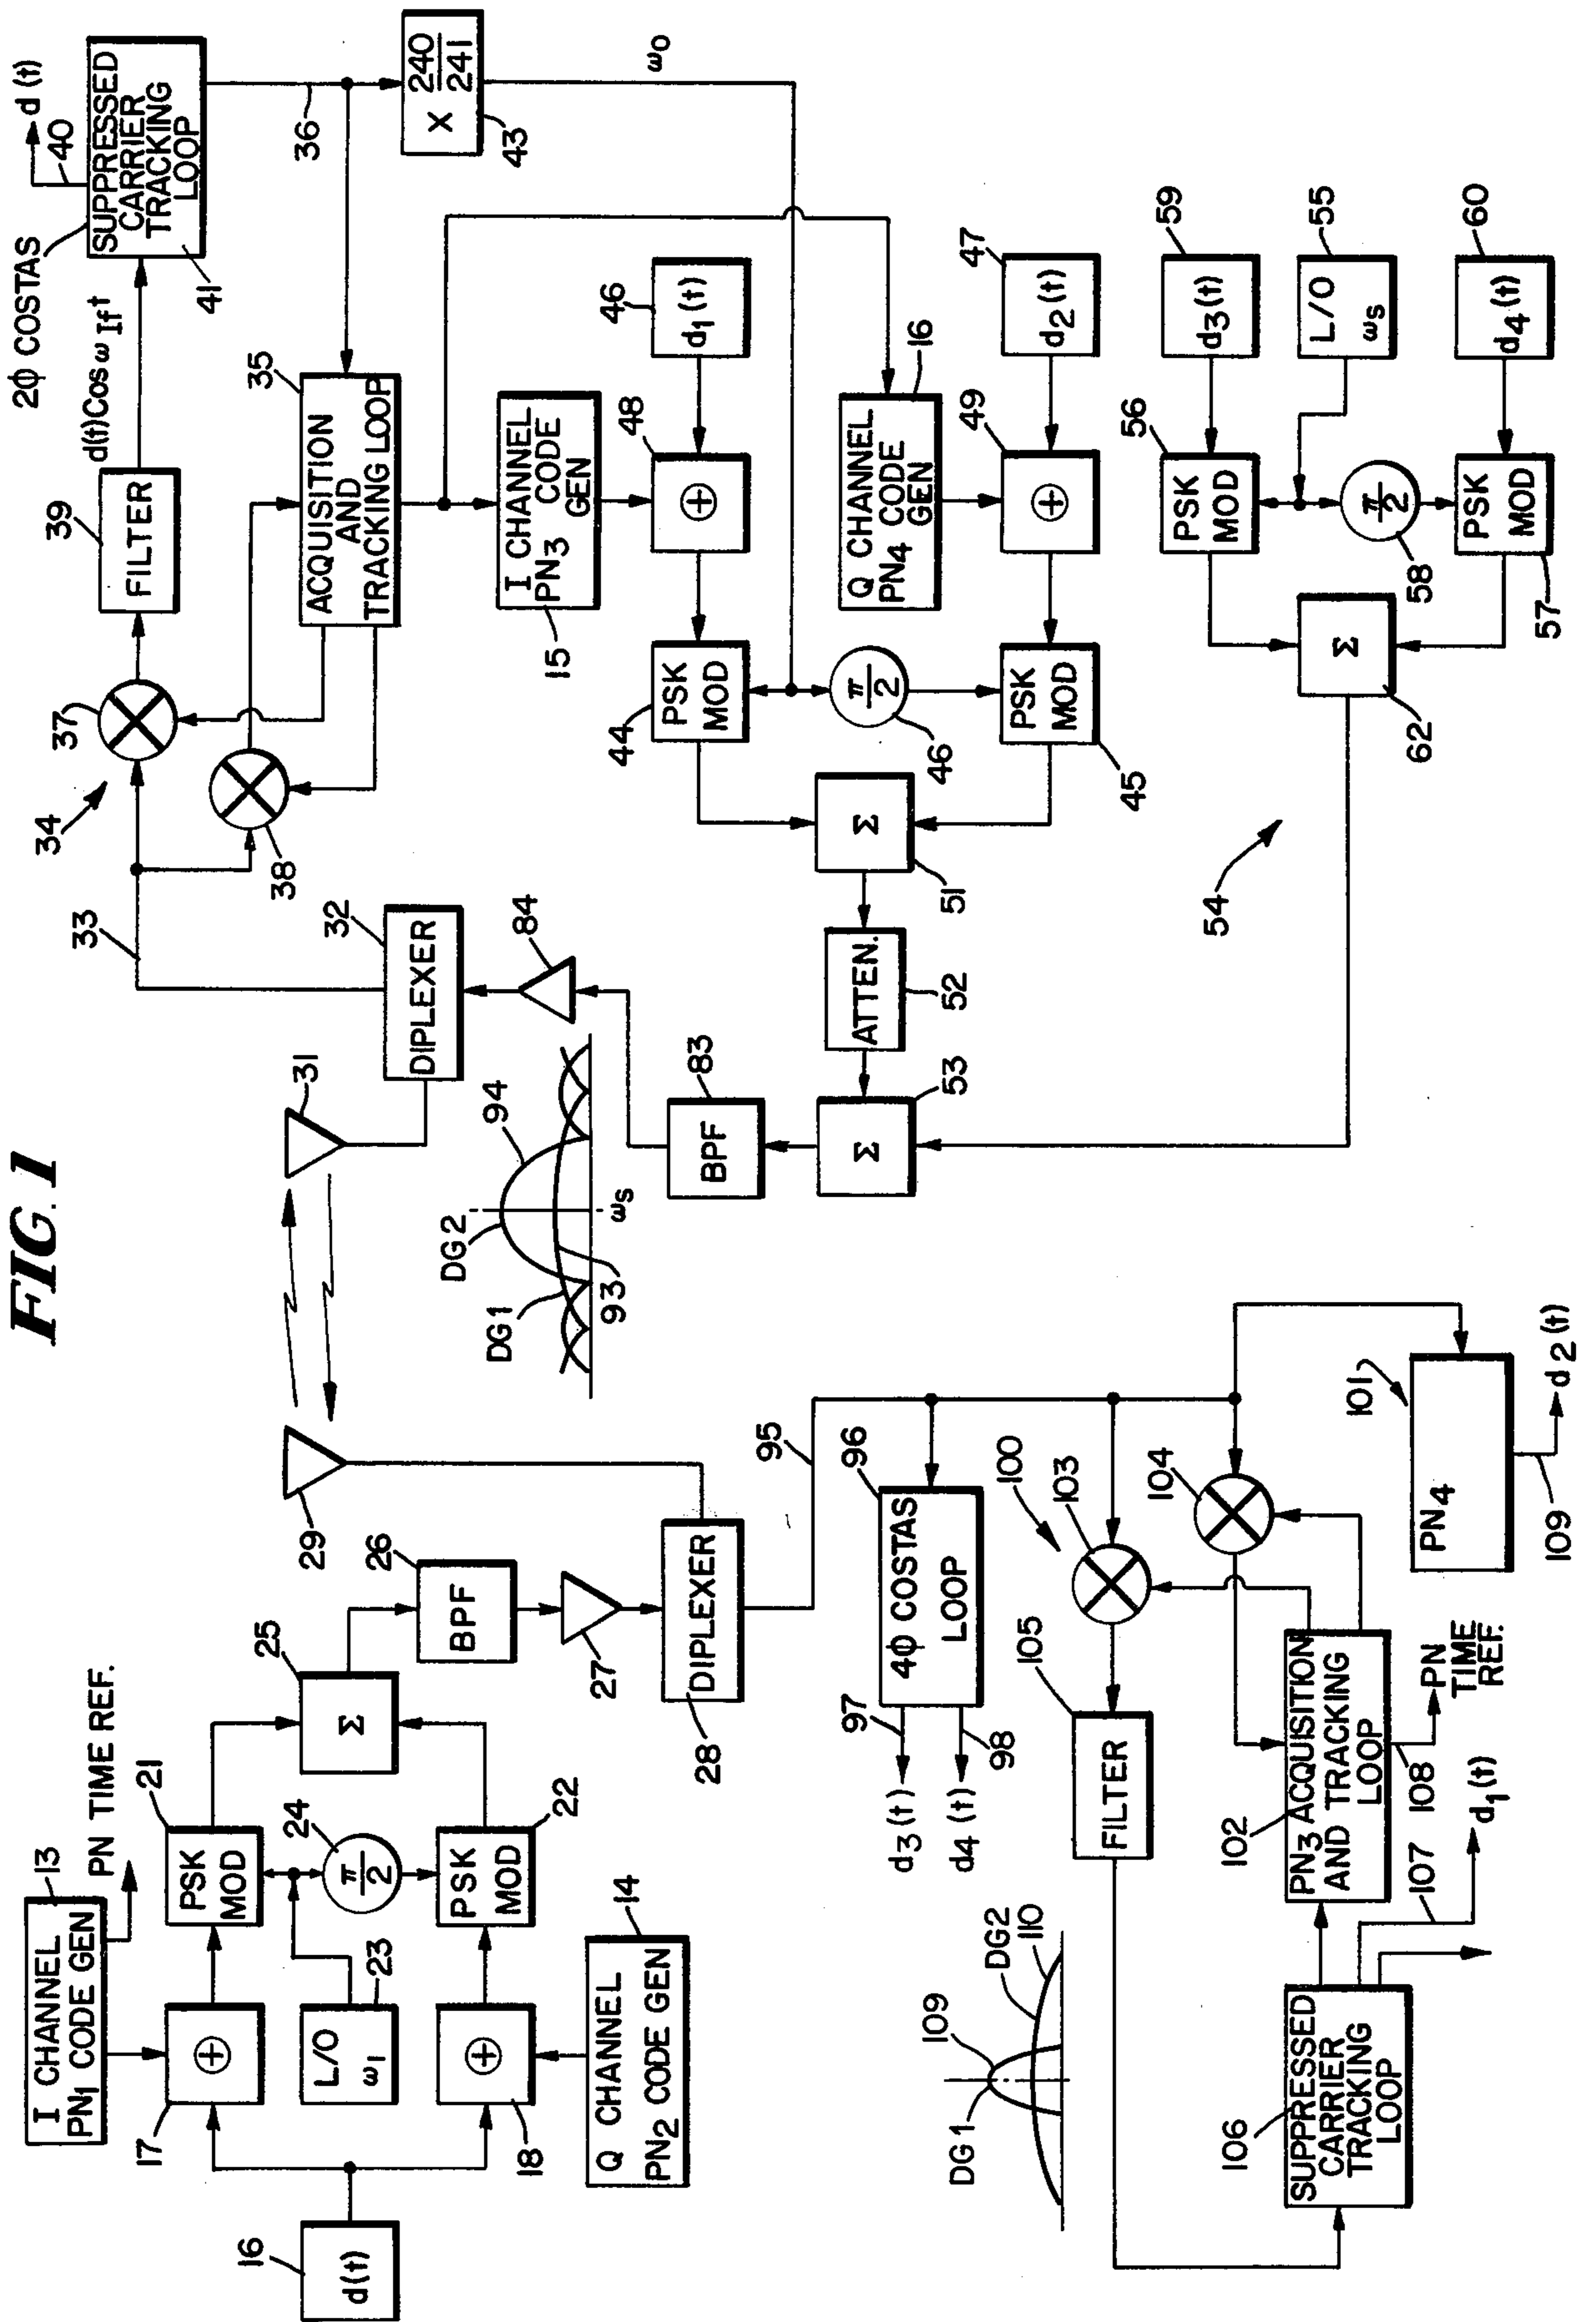 FIG. 1
16
d(t)
17
⊕
I CHANNEL
PN1 CODE GEN
13
PN TIME REF.
L/O
ω1
23
18
⊕
Q CHANNEL
PN2 CODE GEN
14
21
PSK
MOD
24
π/2
PSK
MOD
22
25
Σ
26
BPF
27
28
DIPLEXER
29
31
DG1
DG2
93
94
ωs
32
DIPLEXER
84
33
34
37
38
39
FILTER
d(t)Cos ω If t
2ϕ COSTAS
SUPPRESSED
CARRIER
TRACKING
LOOP
41
40
d (t)
35
ACQUISITION
AND
TRACKING LOOP
36
X 240/241
43
ω0
I CHANNEL
PN3 CODE
GEN
15
46
d1(t)
48
⊕
44
PSK
MOD
π/2
46
Q CHANNEL
PN4 CODE
GEN
16
47
d2(t)
49
⊕
PSK
MOD
45
Σ
51
ATTEN.
52
Σ
53
83
BPF
54
59
d3(t)
L/O
ωs
55
d4(t)
60
56
PSK
MOD
π/2
58
PSK
MOD
57
Σ
62
95
96
4ϕ COSTAS
LOOP
97
d3(t)
98
d4(t)
100
103
104
105
FILTER
101
PN4
109
d2(t)
102
PN3 ACQUISITION
AND TRACKING
LOOP
108
PN
TIME
REF.
107
d1(t)
106
SUPPRESSED
CARRIER
TRACKING
LOOP
DG1
109
DG2
110